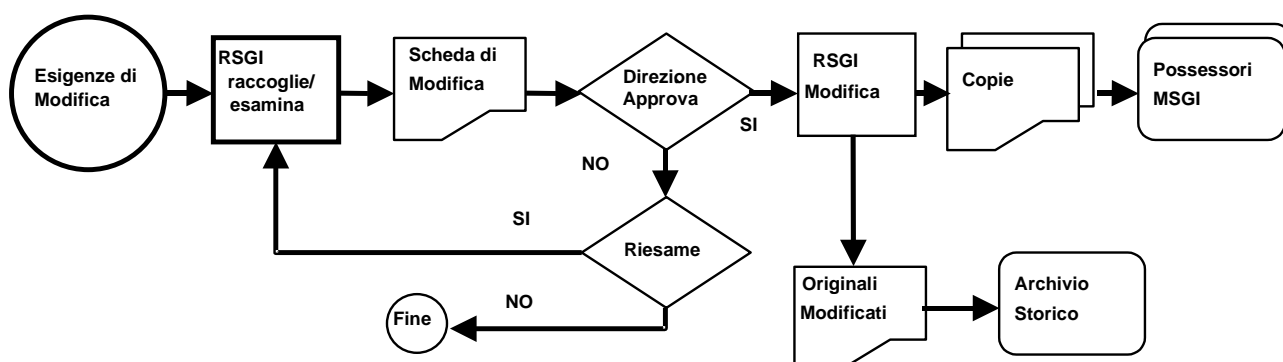 Esigenze di
Modifica
RSGI
raccoglie/
esamina
Scheda di
Modifica
Direzione
Approva
SI
RSGI
Modifica
Copie
Possessori
MSGI
NO
SI
Riesame
NO
Fine
Originali
Modificati
Archivio
Storico